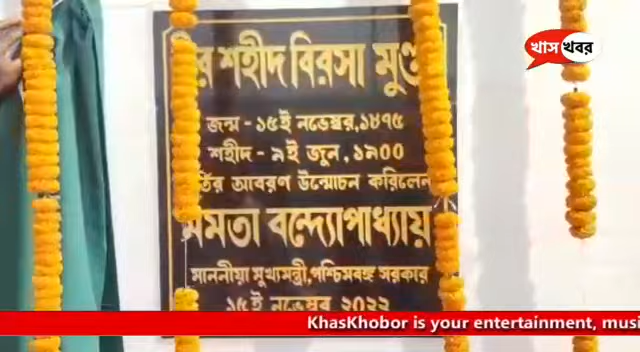 খাসখবর
শহীদ বিরসা
জন্ম - ১৫ই নভেম্বর,১৮৭৫
শহীদ - ৯ই জুন,১৯০০
আবরণ উন্মোচন করিলেন
মমতা বন্দ্যোপাধ্যায়
মাননীয়া মুখ্যমন্ত্রী,পশ্চিমবঙ্গ সরকার
১৫ই নভেম্বর ২০২২
KhasKhobor is your entertainment, musi